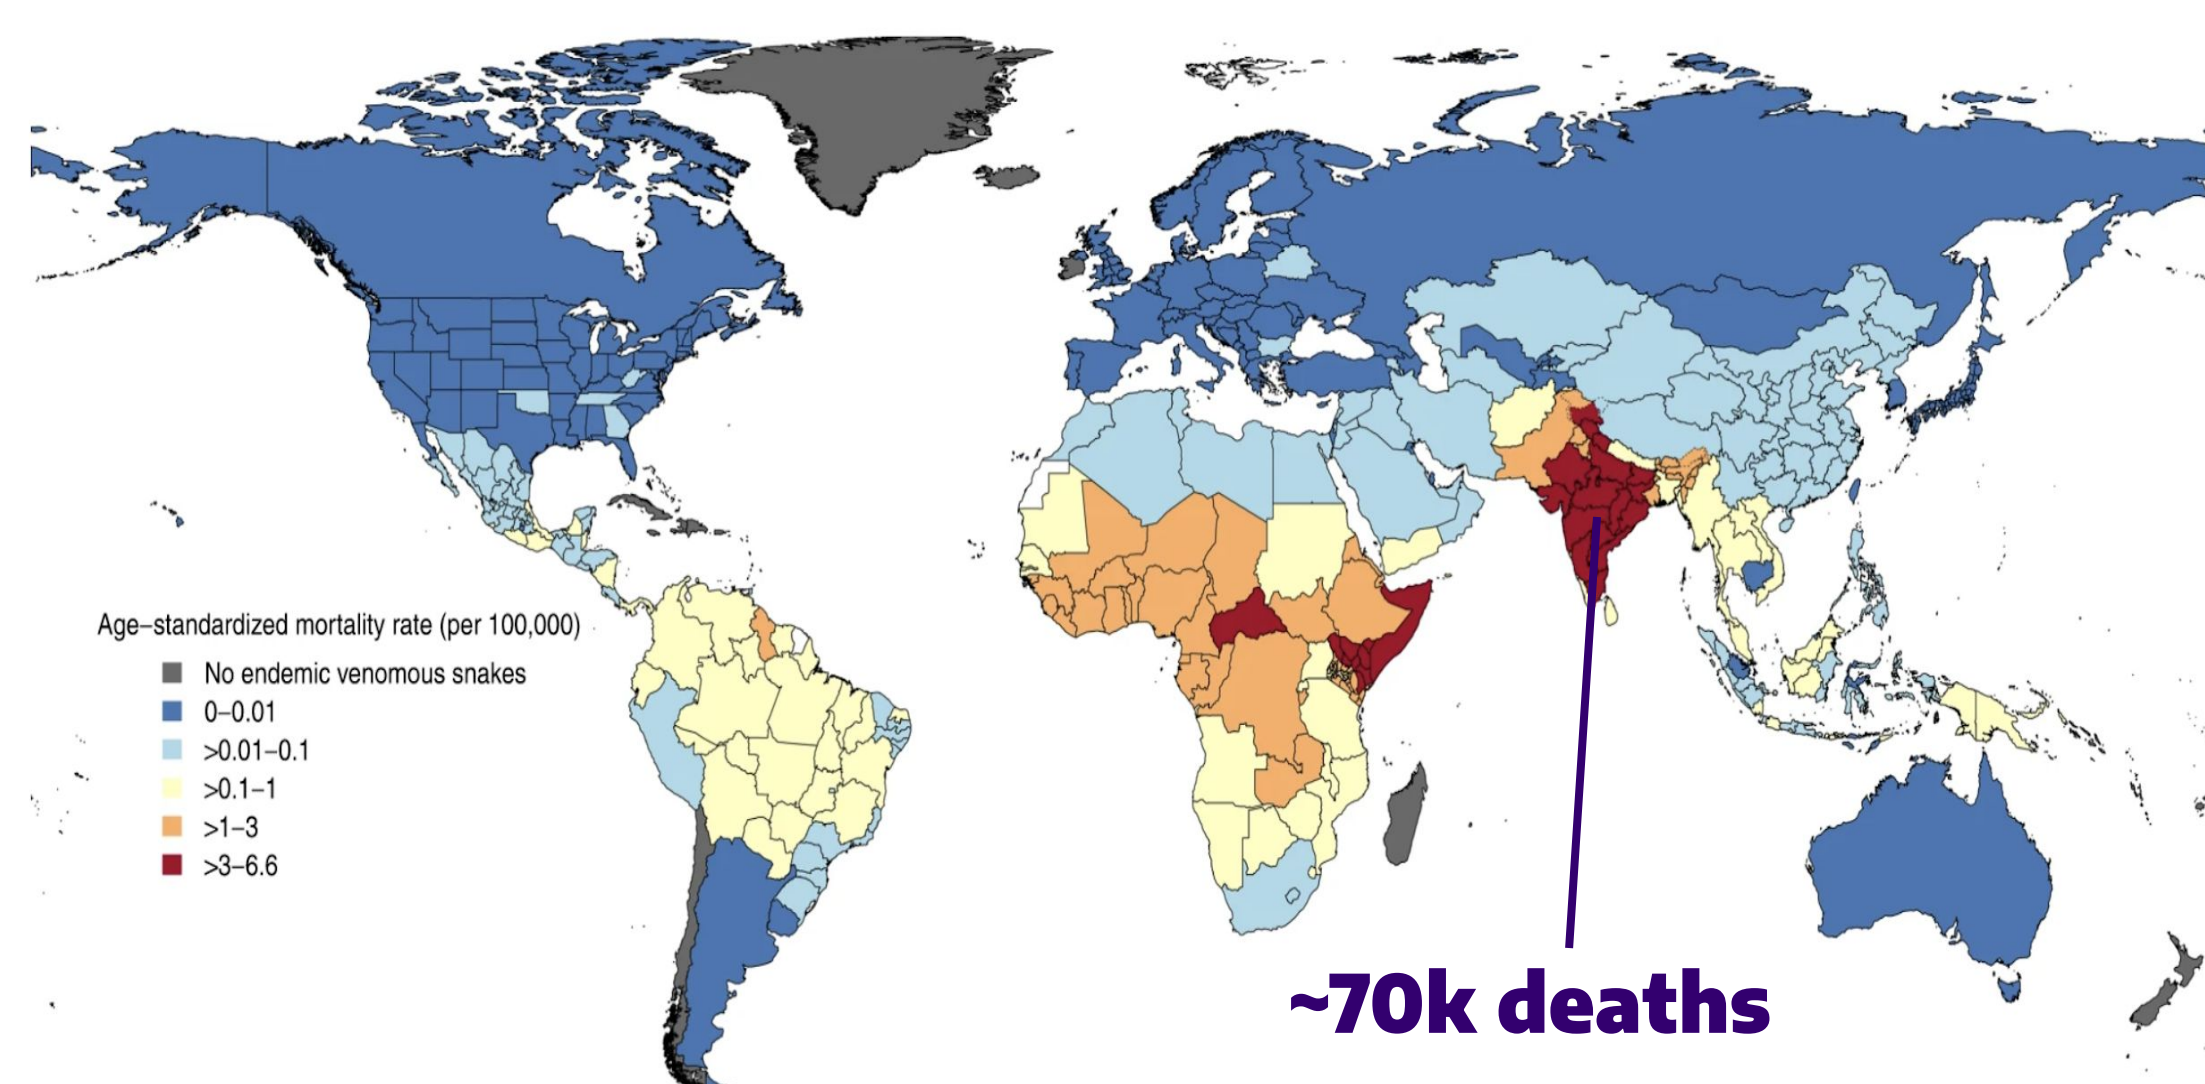 Age–standardized mortality rate (per 100,000)
No endemic venomous snakes
0–0.01
>0.01–0.1
>0.1–1
>1–3
>3–6.6
~70k deaths